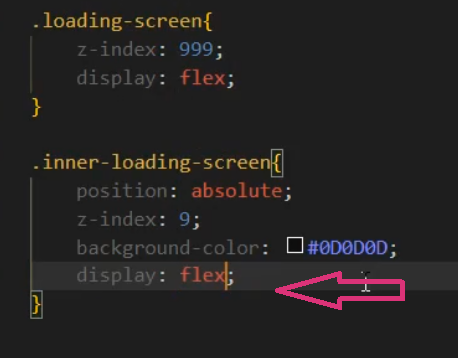 .loading-screen{
z-index: 999;
display: flex;
}
.inner-loading-screen{
position: absolute;
z-index: 9;
background-color: #0D0D0D;
display: flex;
}